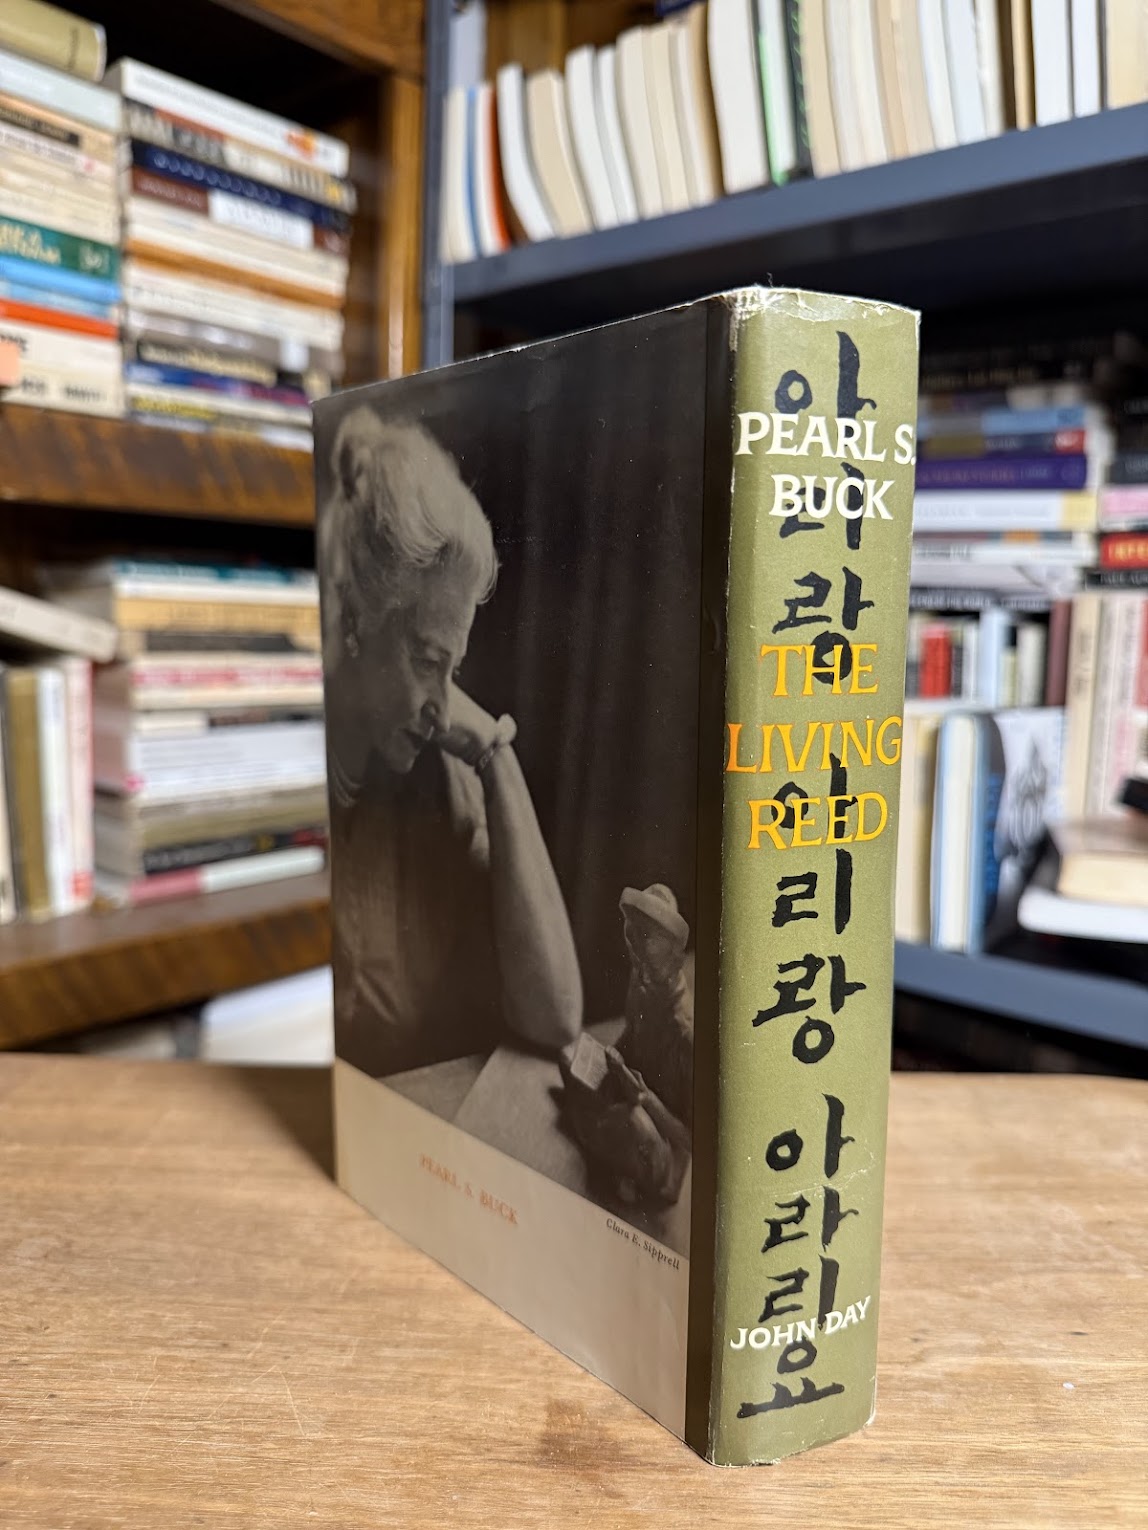 PEARL S.
BUCK
THE
LIVING
REED
아리랑 아리랑 아라리요
JOHN DAY
PEARL S. BUCK
Clara E. Sipprell